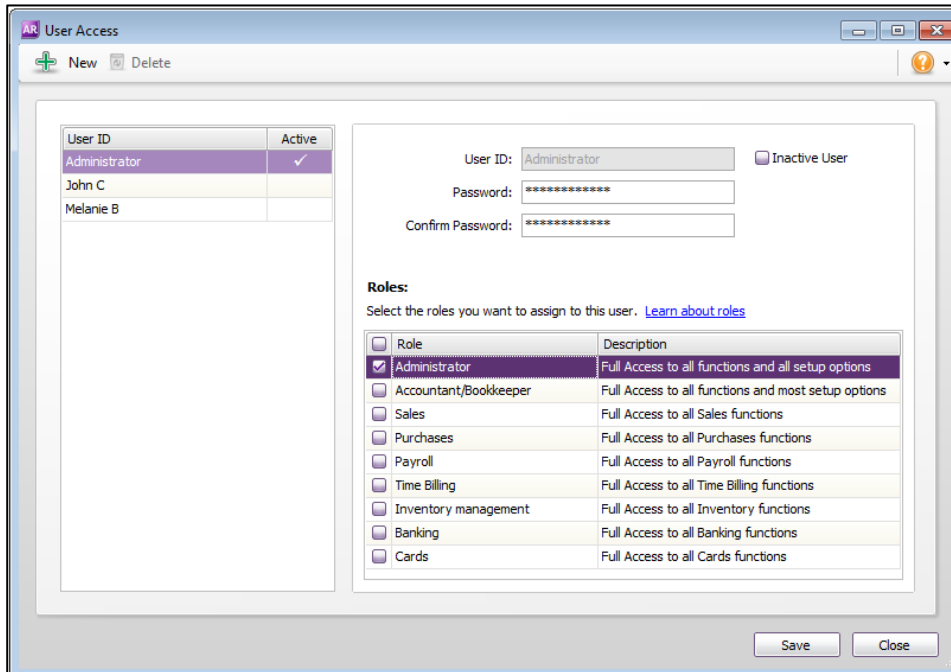 AR User Access
New Delete
User ID Active
Administrator
John C
Melanie B
User ID: Administrator Inactive User
Password: ************
Confirm Password: ************
Roles:
Select the roles you want to assign to this user. Learn about roles
Role Description
Administrator Full Access to all functions and all setup options
Accountant/Bookkeeper Full Access to all functions and most setup options
Sales Full Access to all Sales functions
Purchases Full Access to all Purchases functions
Payroll Full Access to all Payroll functions
Time Billing Full Access to all Time Billing functions
Inventory management Full Access to all Inventory functions
Banking Full Access to all Banking functions
Cards Full Access to all Cards functions
Save Close